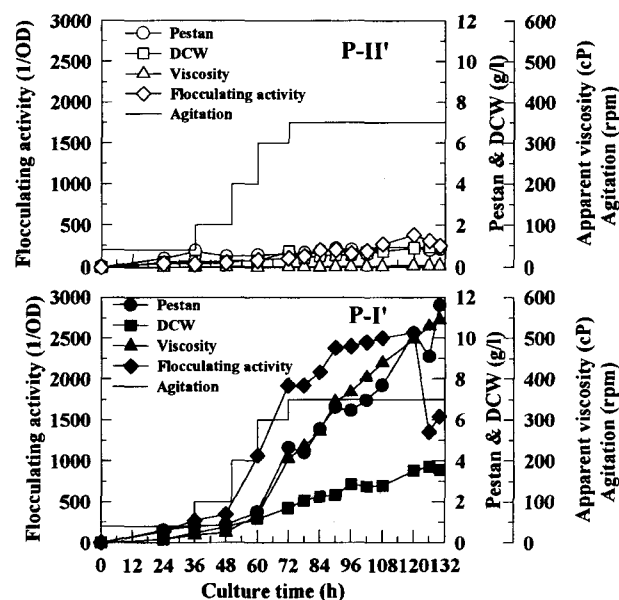 Flocculating activity (1/OD)
3000
2500
2000
1750
1500
1000
500
0
Pestan
DCW
Viscosity
Flocculating activity
Agitation
P-II'
12
10
8
6
4
2
0
Pestan & DCW (g/l)
600
500
400
300
200
100
0
Apparent viscosity (cP)
Agitation (rpm)
Flocculating activity (1/OD)
3000
2500
2000
1500
1000
500
0
Pestan
DCW
Viscosity
Flocculating activity
Agitation
P-I'
12
10
8
6
4
2
0
Pestan & DCW (g/l)
600
500
400
300
200
100
0
Apparent viscosity (cP)
Agitation (rpm)
0 12 24 36 48 60 72 84 96 108 120 132
Culture time (h)